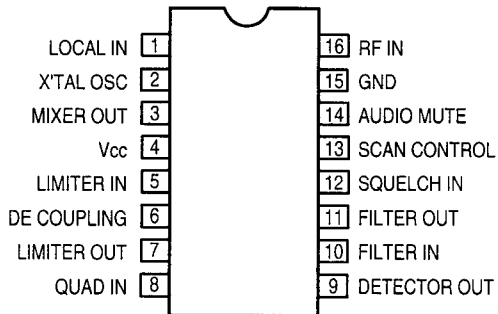 LOCAL IN 1
X'TAL OSC 2
MIXER OUT 3
Vcc 4
LIMITER IN 5
DE COUPLING 6
LIMITER OUT 7
QUAD IN 8
16 RF IN
15 GND
14 AUDIO MUTE
13 SCAN CONTROL
12 SQUELCH IN
11 FILTER OUT
10 FILTER IN
9 DETECTOR OUT